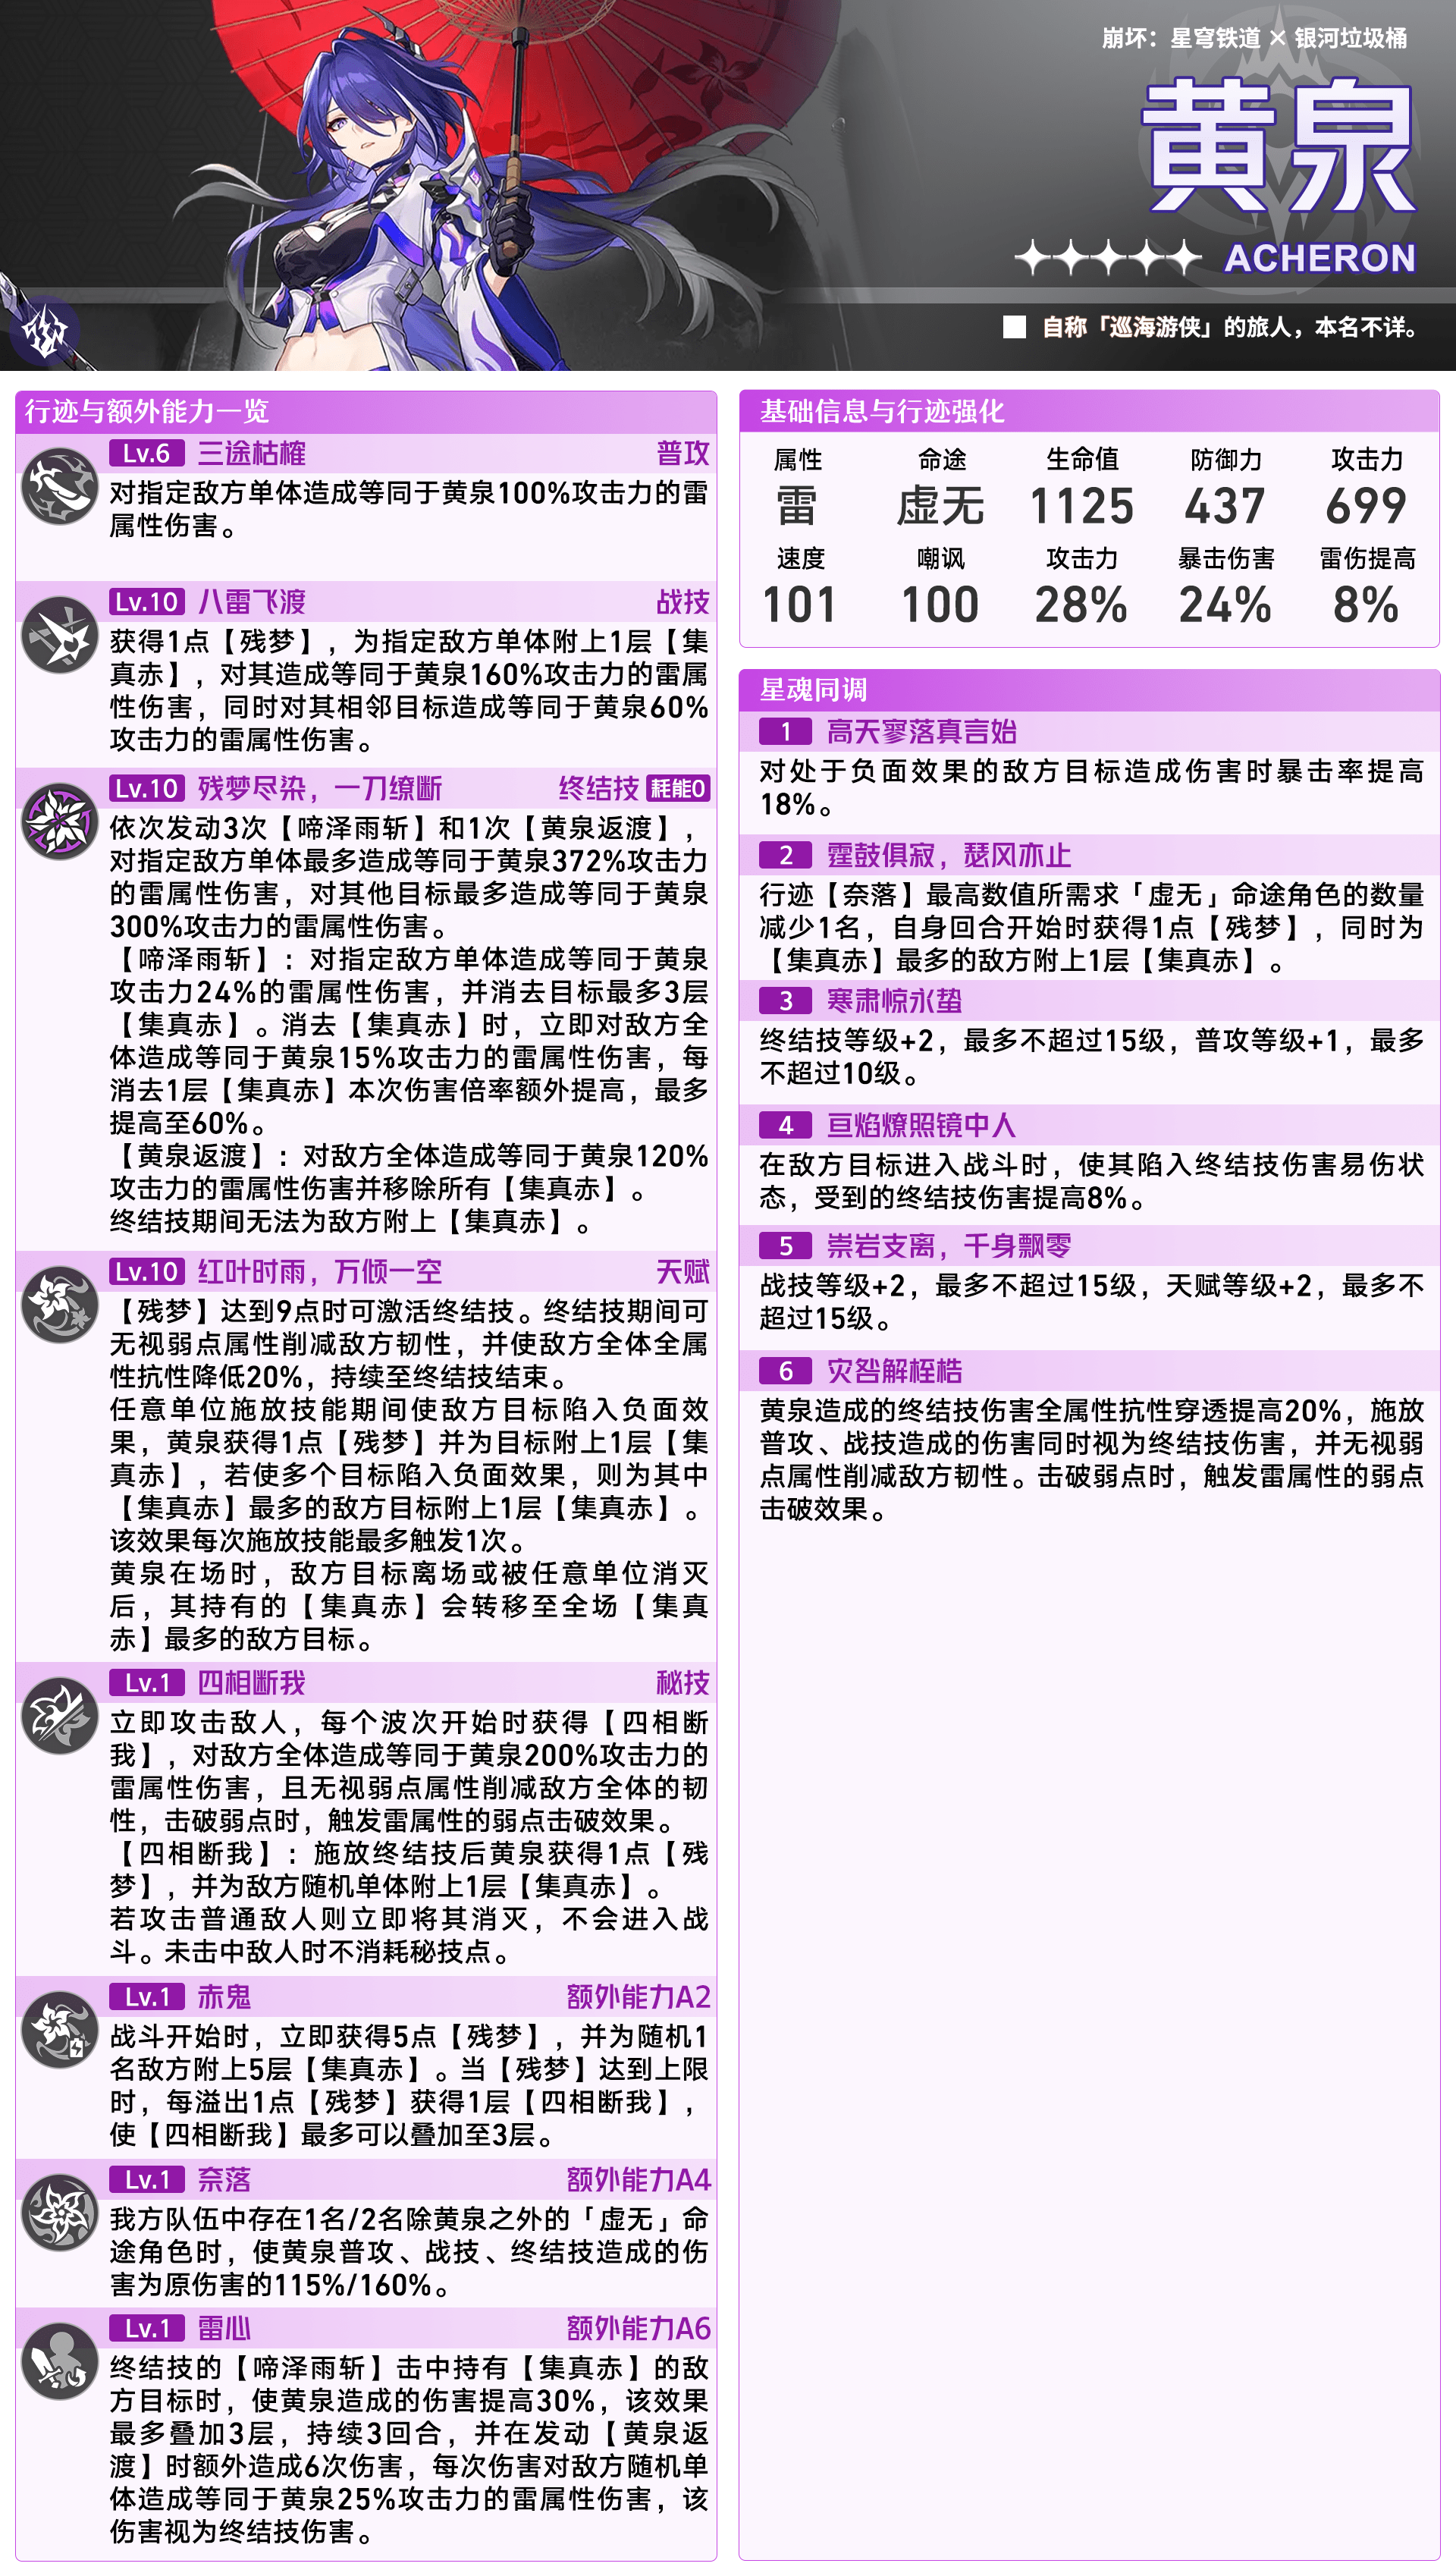 崩坏：星穹铁道 × 银河垃圾桶
黄泉
ACHERON
自称「巡海游侠」的旅人，本名不详。
行迹与额外能力一览
Lv.6 三途枯榷 普攻
对指定敌方单体造成等同于黄泉100%攻击力的雷
属性伤害。
Lv.10 八雷飞渡 战技
获得1点【残梦】，为指定敌方单体附上1层【集
真赤】，对其造成等同于黄泉160%攻击力的雷属
性伤害，同时对其相邻目标造成等同于黄泉60%
攻击力的雷属性伤害。
Lv.10 残梦尽染，一刀缭断 终结技 耗能0
依次发动3次【啼泽雨斩】和1次【黄泉返渡】，
对指定敌方单体最多造成等同于黄泉372%攻击力
的雷属性伤害，对其他目标最多造成等同于黄泉
300%攻击力的雷属性伤害。
【啼泽雨斩】：对指定敌方单体造成等同于黄泉
攻击力24%的雷属性伤害，并消去目标最多3层
【集真赤】。消去【集真赤】时，立即对敌方全
体造成等同于黄泉15%攻击力的雷属性伤害，每
消去1层【集真赤】本次伤害倍率额外提高，最多
提高至60%。
【黄泉返渡】：对敌方全体造成等同于黄泉120%
攻击力的雷属性伤害并移除所有【集真赤】。
终结技期间无法为敌方附上【集真赤】。
Lv.10 红叶时雨，万倾一空 天赋
【残梦】达到9点时可激活终结技。终结技期间可
无视弱点属性削减敌方韧性，并使敌方全体全属
性抗性降低20%，持续至终结技结束。
任意单位施放技能期间使敌方目标陷入负面效
果，黄泉获得1点【残梦】并为目标附上1层【集
真赤】，若使多个目标陷入负面效果，则为其中
【集真赤】最多的敌方目标附上1层【集真赤】。
该效果每次施放技能最多触发1次。
黄泉在场时，敌方目标离场或被任意单位消灭
后，其持有的【集真赤】会转移至全场【集真
赤】最多的敌方目标。
Lv.1 四相断我 秘技
立即攻击敌人，每个波次开始时获得【四相断
我】，对敌方全体造成等同于黄泉200%攻击力的
雷属性伤害，且无视弱点属性削减敌方全体的韧
性，击破弱点时，触发雷属性的弱点击破效果。
【四相断我】：施放终结技后黄泉获得1点【残
梦】，并为敌方随机单体附上1层【集真赤】。
若攻击普通敌人则立即将其消灭，不会进入战
斗。未击中敌人时不消耗秘技点。
Lv.1 赤鬼 额外能力A2
战斗开始时，立即获得5点【残梦】，并为随机1
名敌方附上5层【集真赤】。当【残梦】达到上限
时，每溢出1点【残梦】获得1层【四相断我】，
使【四相断我】最多可以叠加至3层。
Lv.1 奈落 额外能力A4
我方队伍中存在1名/2名除黄泉之外的「虚无」命
途角色时，使黄泉普攻、战技、终结技造成的伤
害为原伤害的115%/160%。
Lv.1 雷心 额外能力A6
终结技的【啼泽雨斩】击中持有【集真赤】的敌
方目标时，使黄泉造成的伤害提高30%，该效果
最多叠加3层，持续3回合，并在发动【黄泉返
渡】时额外造成6次伤害，每次伤害对敌方随机单
体造成等同于黄泉25%攻击力的雷属性伤害，该
伤害视为终结技伤害。
基础信息与行迹强化
属性 命途 生命值 防御力 攻击力
雷 虚无 1125 437 699
速度 嘲讽 攻击力 暴击伤害 雷伤提高
101 100 28% 24% 8%
星魂同调
1 高天寥落真言始
对处于负面效果的敌方目标造成伤害时暴击率提高
18%。
2 霆鼓俱寂，瑟风亦止
行迹【奈落】最高数值所需求「虚无」命途角色的数量
减少1名，自身回合开始时获得1点【残梦】，同时为
【集真赤】最多的敌方附上1层【集真赤】。
3 寒肃惊永蛰
终结技等级+2，最多不超过15级，普攻等级+1，最多
不超过10级。
4 亘焰燎照镜中人
在敌方目标进入战斗时，使其陷入终结技伤害易伤状
态，受到的终结技伤害提高8%。
5 崇岩支离，千身飘零
战技等级+2，最多不超过15级，天赋等级+2，最多不
超过15级。
6 灾咎解桎梏
黄泉造成的终结技伤害全属性抗性穿透提高20%，施放
普攻、战技造成的伤害同时视为终结技伤害，并无视弱
点属性削减敌方韧性。击破弱点时，触发雷属性的弱点
击破效果。